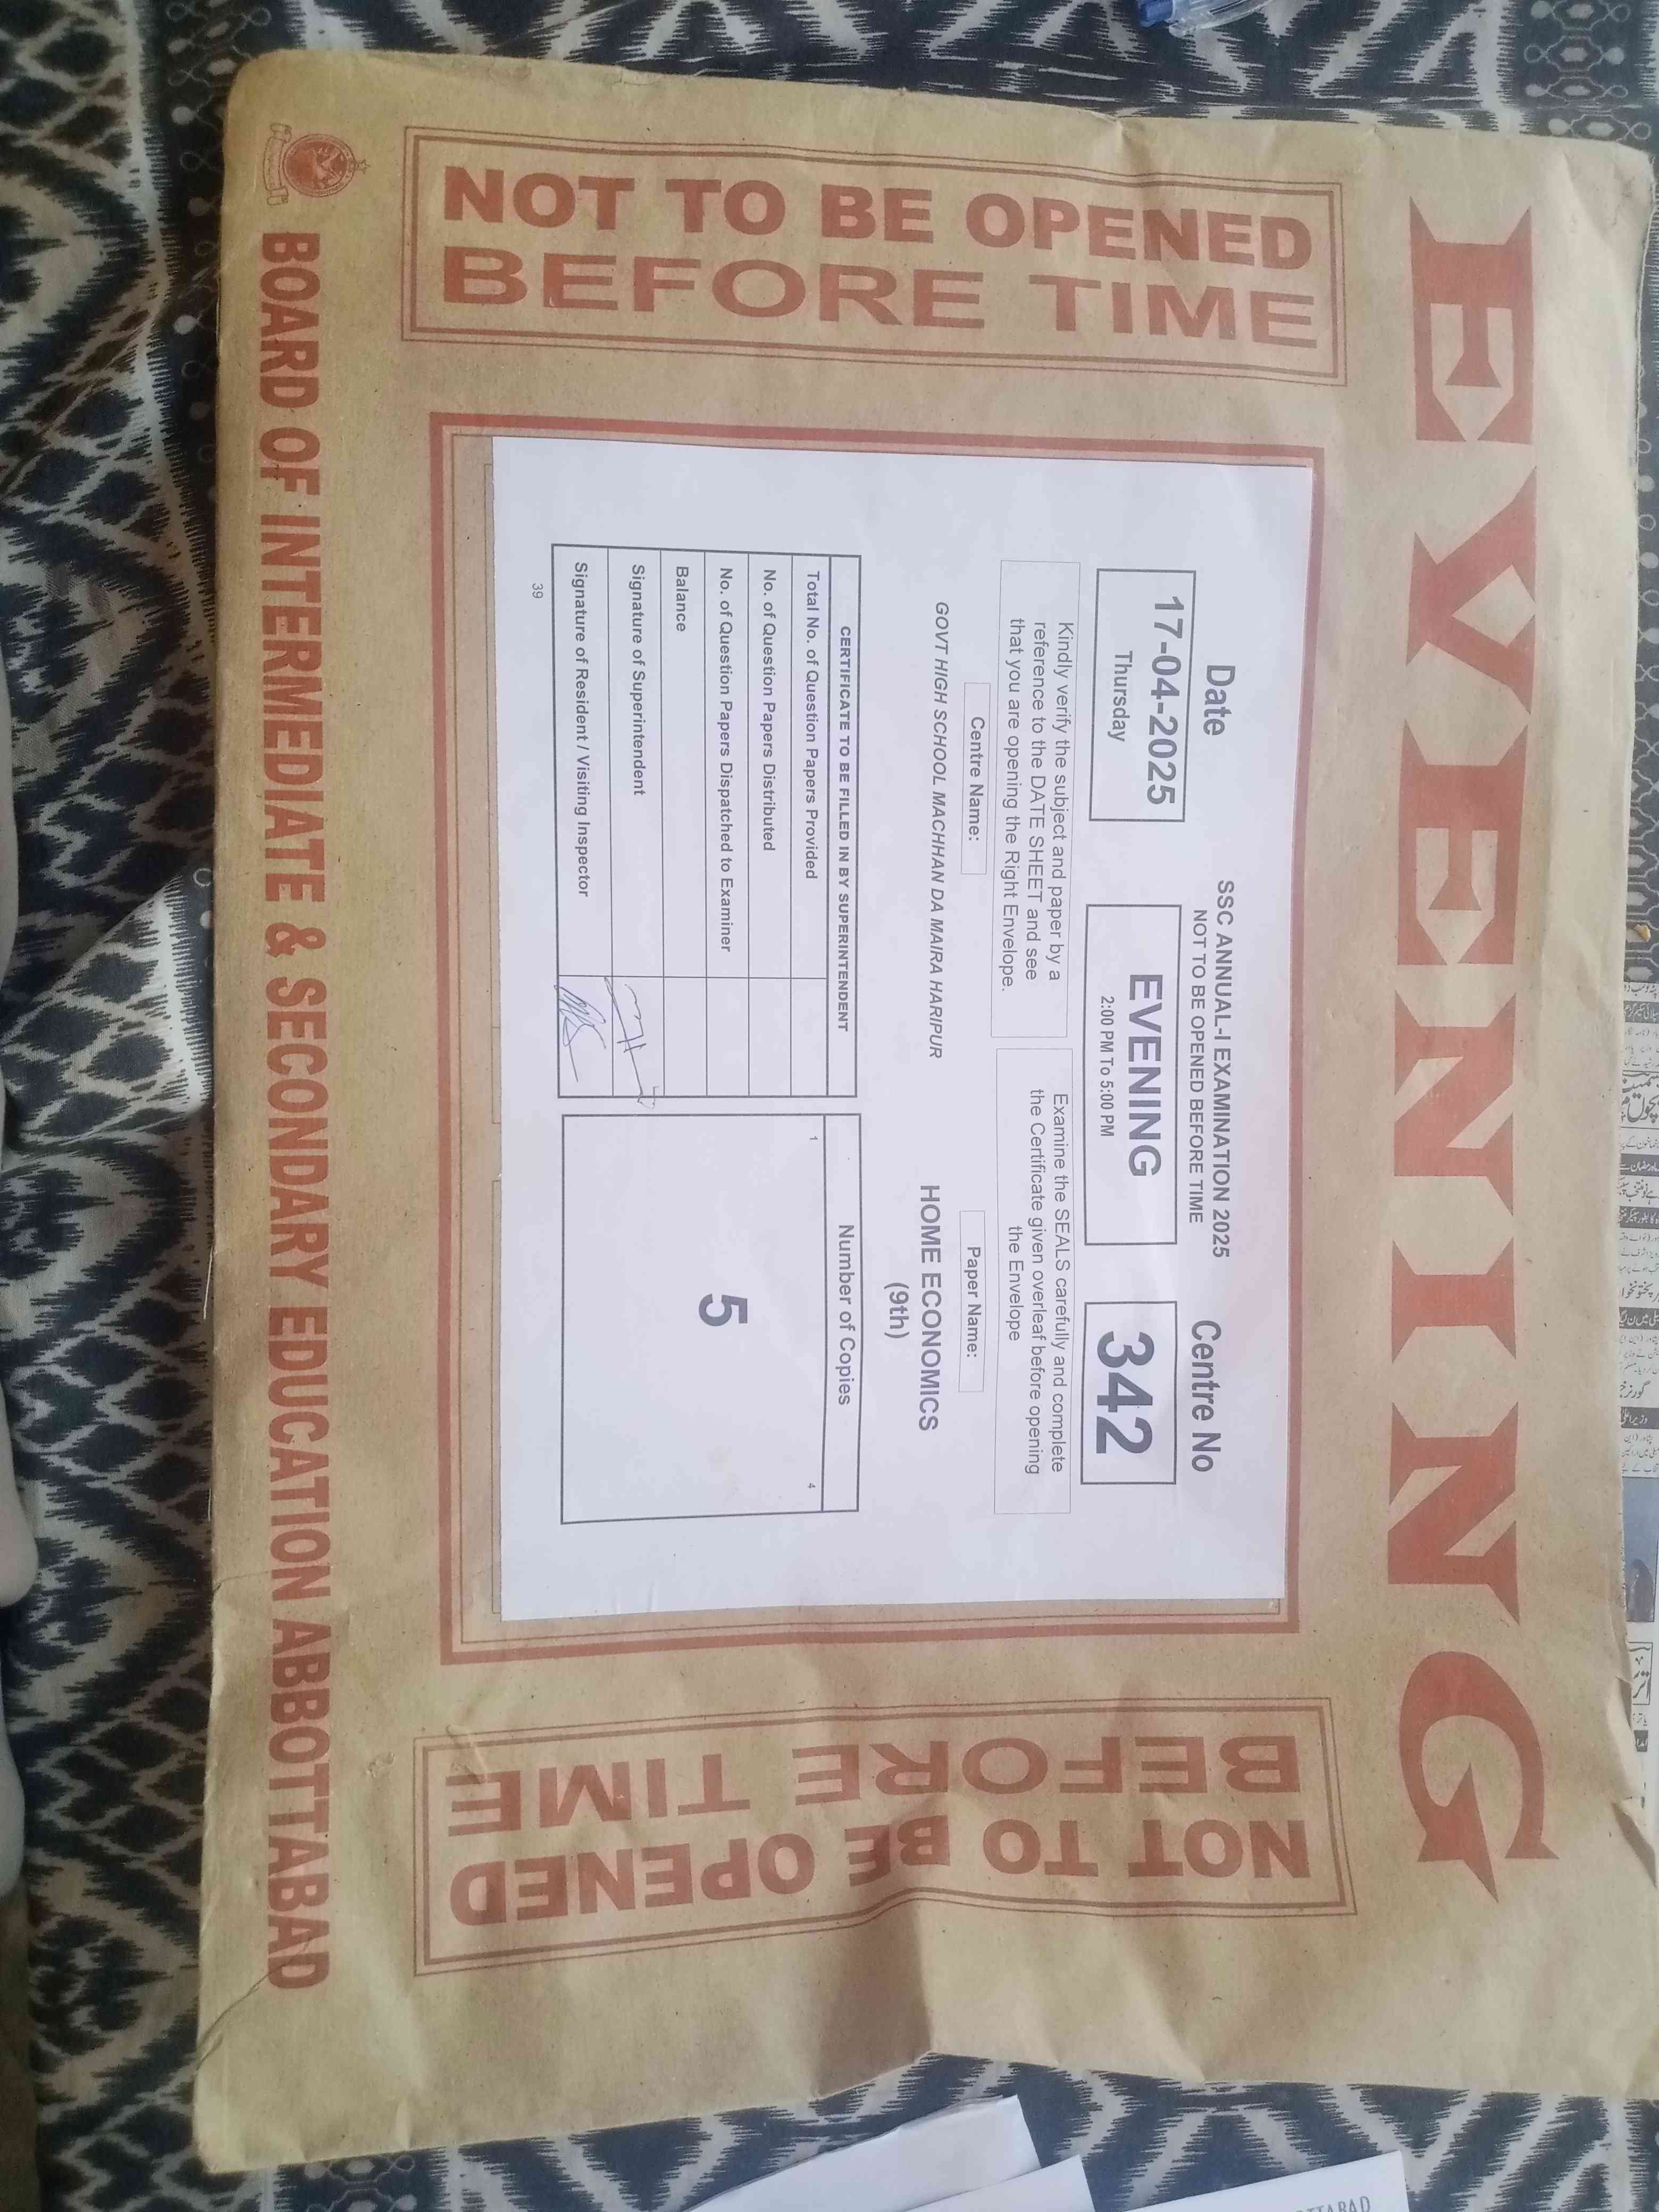 EVENING
NOT TO BE OPENED
BEFORE TIME
SSC ANNUAL-I EXAMINATION 2025
NOT TO BE OPENED BEFORE TIME
Date
17-04-2025
Thursday
EVENING
2:00 PM To 5:00 PM
Centre No
342
Kindly verify the subject and paper by a
reference to the DATE SHEET and see
that you are opening the Right Envelope.
Examine the SEALS carefully and complete
the Certificate given overleaf before opening
the Envelope
Centre Name:
GOVT HIGH SCHOOL MACHHAN DA MAIRA HARIPUR
Paper Name:
HOME ECONOMICS
(9th)
CERTIFICATE TO BE FILLED IN BY SUPERINTENDENT
Total No. of Question Papers Provided
No. of Question Papers Distributed
No. of Question Papers Dispatched to Examiner
Balance
Signature of Superintendent
Signature of Resident / Visiting Inspector
Number of Copies
1
4
5
39
NOT TO BE OPENED
BEFORE TIME
BOARD OF INTERMEDIATE & SECONDARY EDUCATION ABBOTTABAD